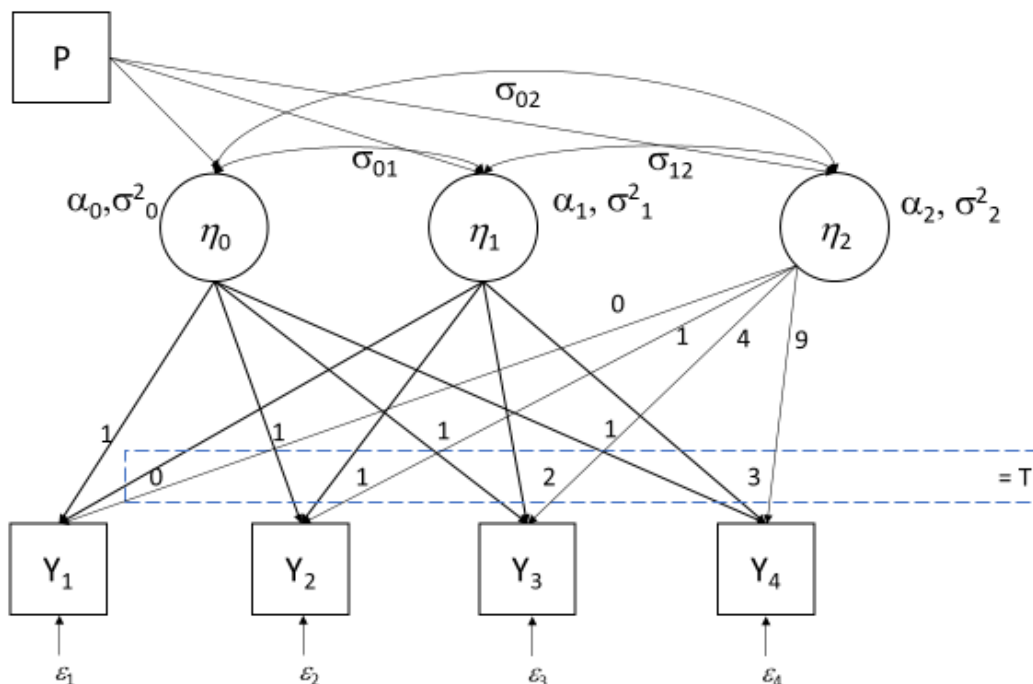 P
σ₀₂
σ₀₁
σ₁₂
α₀,σ²₀
η₀
η₁
α₁, σ²₁
η₂
α₂, σ²₂
0
1
4
9
1
1
1
1
0
1
2
3
= T
Y₁
Y₂
Y₃
Y₄
ε₁
ε₂
ε₃
ε₄